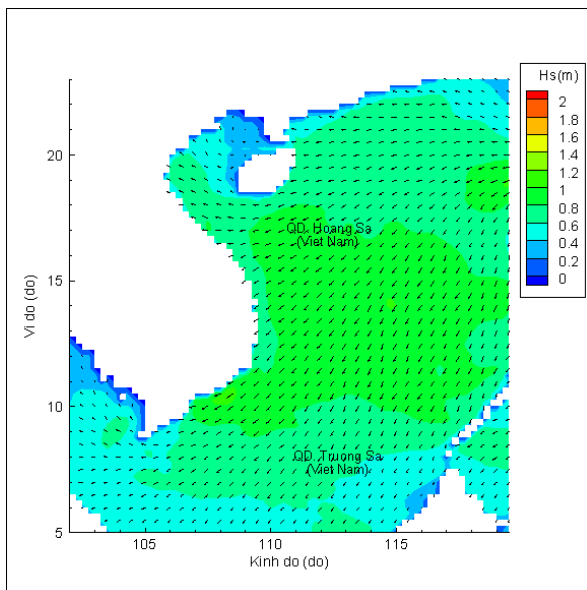 Hs(m)
2
1.8
1.6
1.4
1.2
1
0.8
0.6
0.4
0.2
0
20
15
10
5
Vi do (do)
QD. Hoang Sa
(Viet Nam)
QD. Truong Sa
(Viet Nam)
105
110
115
Kinh do (do)